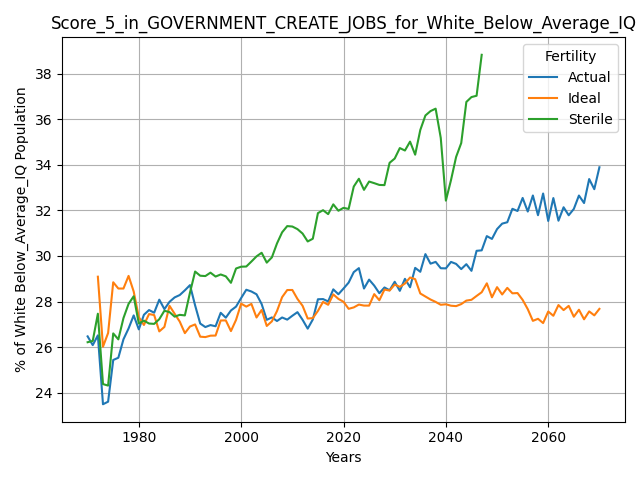 Score_5_in_GOVERNMENT_CREATE_JOBS_for_White_Below_Average_IQ
Fertility
Actual
Ideal
Sterile
% of White Below_Average_IQ Population
38
36
34
32
30
28
26
24
1980
2000
2020
2040
2060
Years